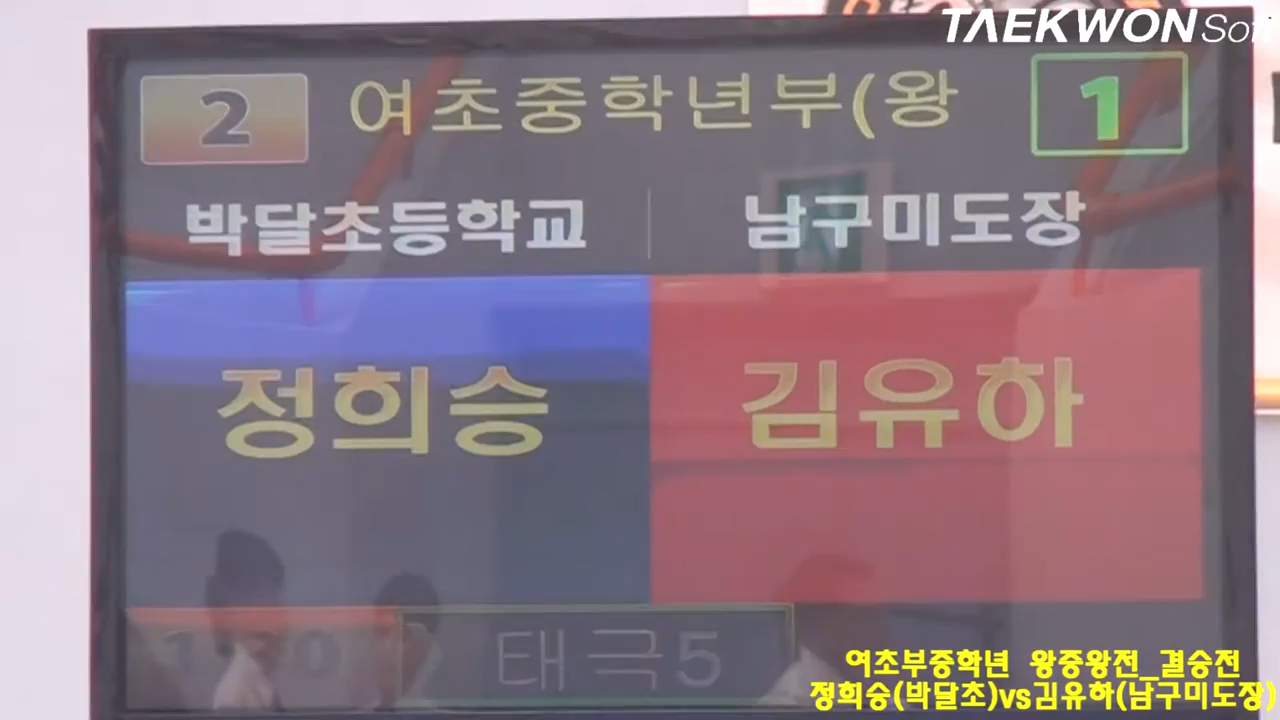 TAEKWON Soft
2 여초중학년부(왕 1
박달초등학교 남구미도장
정희승 김유하
태극5
여초부중학년 왕중왕전_결승전
정희승(박달초)vs김유하(남구미도장)